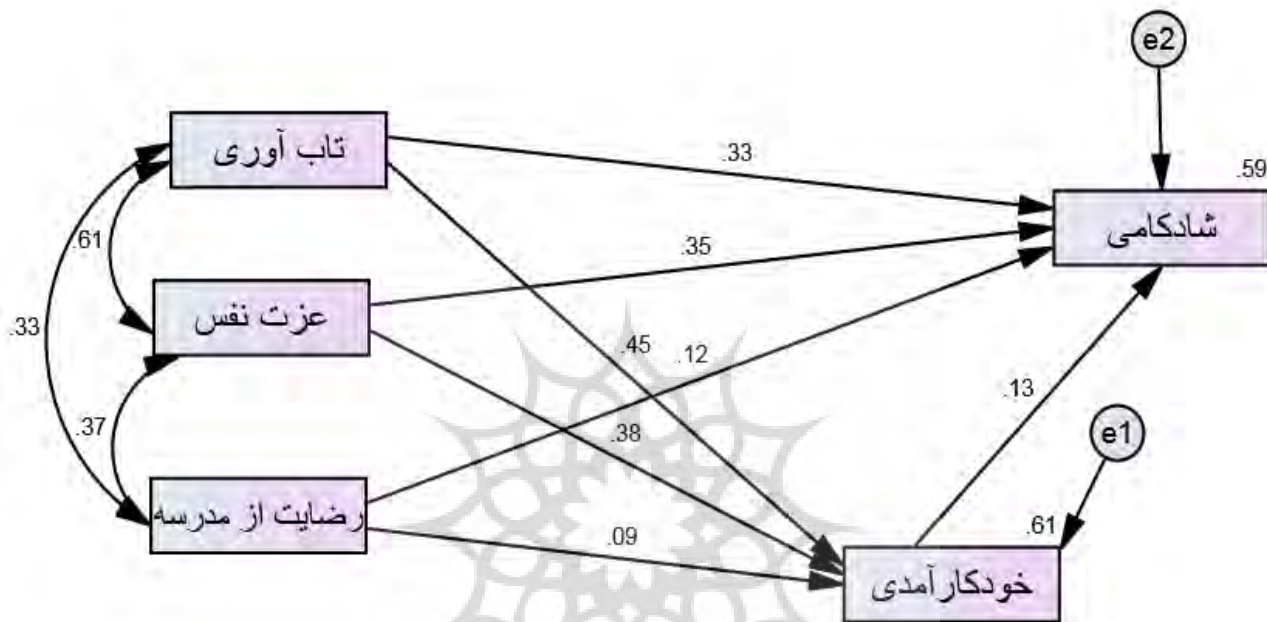 e2
تاب آوری
.33
.59
شادکامی
.61
.35
عزت نفس
.33
.45
.12
.13
.37
.38
e1
رضایت از مدرسه
.09
.61
خودکارآمدی